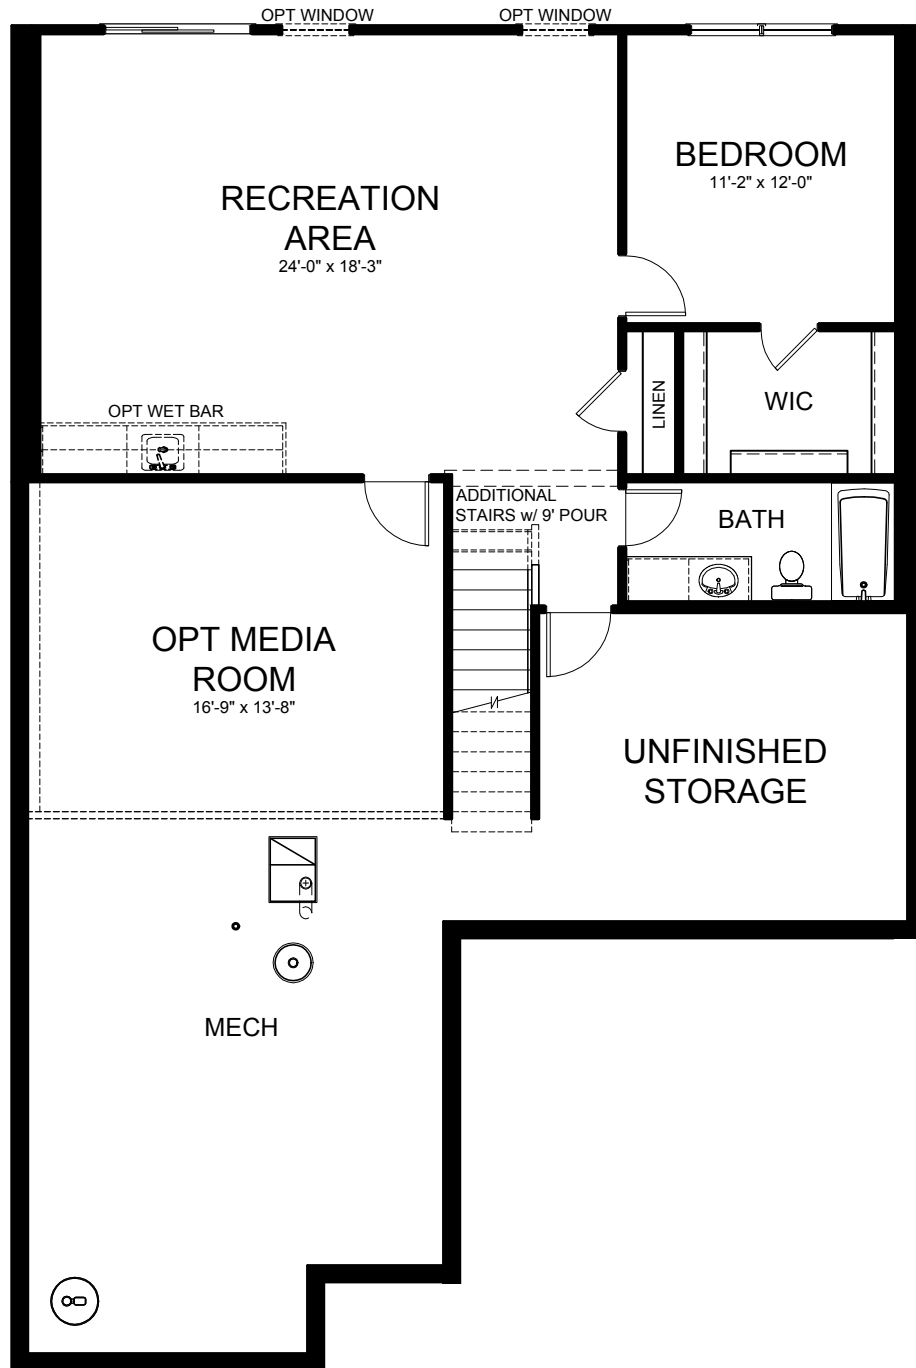 OPT WINDOW
OPT WINDOW
BEDROOM
11'-2" x 12'-0"
RECREATION
AREA
24'-0" x 18'-3"
OPT WET BAR
LINEN
WIC
ADDITIONAL
STAIRS w/ 9' POUR
BATH
OPT MEDIA
ROOM
16'-9" x 13'-8"
UNFINISHED
STORAGE
MECH